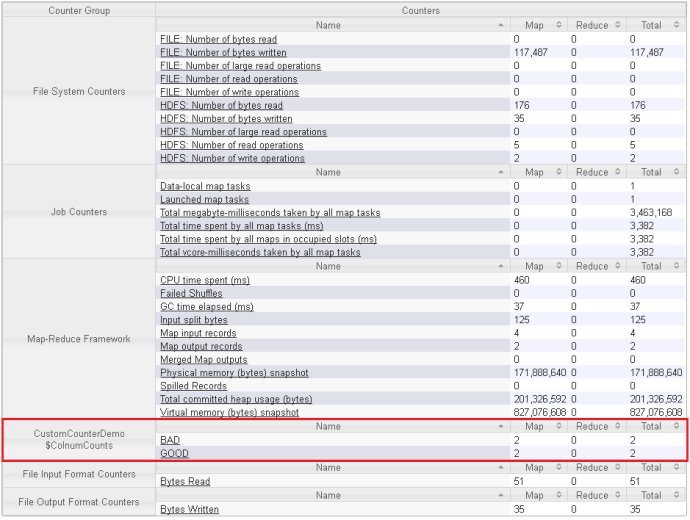 Counter Group Counters
Name Map Reduce Total
FILE: Number of bytes read 0 0 0
FILE: Number of bytes written 117,487 0 117,487
FILE: Number of large read operations 0 0 0
FILE: Number of read operations 0 0 0
File System Counters FILE: Number of write operations 0 0 0
HDFS: Number of bytes read 176 0 176
HDFS: Number of bytes written 35 0 35
HDFS: Number of large read operations 0 0 0
HDFS: Number of read operations 5 0 5
HDFS: Number of write operations 2 0 2
Name Map Reduce Total
Data-local map tasks 0 0 1
Launched map tasks 0 0 1
Job Counters Total megabyte-milliseconds taken by all map tasks 0 0 3,463,168
Total time spent by all map tasks (ms) 0 0 3,382
Total time spent by all maps in occupied slots (ms) 0 0 3,382
Total vcore-milliseconds taken by all map tasks 0 0 3,382
Name Map Reduce Total
CPU time spent (ms) 460 0 460
Failed Shuffles 0 0 0
GC time elapsed (ms) 37 0 37
Input split bytes 125 0 125
Map input records 4 0 4
Map-Reduce Framework Map output records 2 0 2
Merged Map outputs 0 0 0
Physical memory (bytes) snapshot 171,888,640 0 171,888,640
Spilled Records 0 0 0
Total committed heap usage (bytes) 201,326,592 0 201,326,592
Virtual memory (bytes) snapshot 827,076,608 0 827,076,608
CustomCounterDemo Name Map Reduce Total
$ColnumCounts BAD 2 0 2
GOOD 2 0 2
File Input Format Counters Name Map Reduce Total
Bytes Read 51 0 51
File Output Format Counters Name Map Reduce Total
Bytes Written 35 0 35